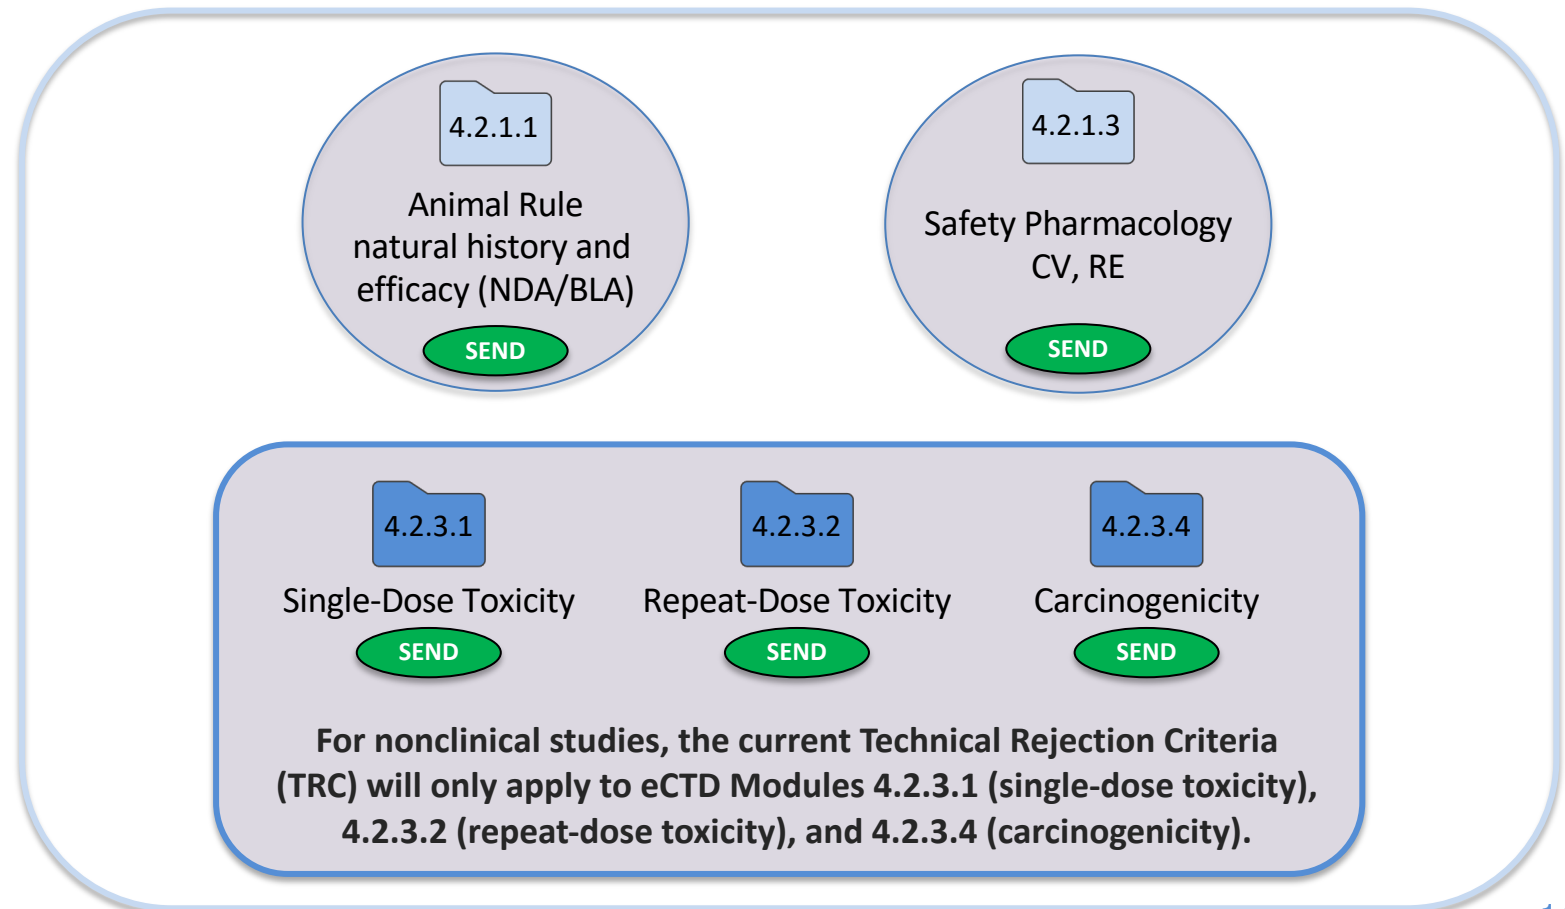 4.2.1.1
Animal Rule
natural history and
efficacy (NDA/BLA)
SEND
4.2.1.3
Safety Pharmacology
CV, RE
SEND
4.2.3.1
Single-Dose Toxicity
SEND
4.2.3.2
Repeat-Dose Toxicity
SEND
4.2.3.4
Carcinogenicity
SEND
For nonclinical studies, the current Technical Rejection Criteria
(TRC) will only apply to eCTD Modules 4.2.3.1 (single-dose toxicity),
4.2.3.2 (repeat-dose toxicity), and 4.2.3.4 (carcinogenicity).